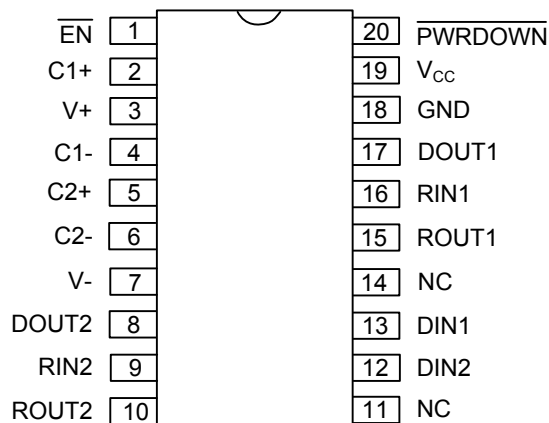 EN 1 20 PWRDOWN
C1+ 2 19 VCC
V+ 3 18 GND
C1- 4 17 DOUT1
C2+ 5 16 RIN1
C2- 6 15 ROUT1
V- 7 14 NC
DOUT2 8 13 DIN1
RIN2 9 12 DIN2
ROUT2 10 11 NC